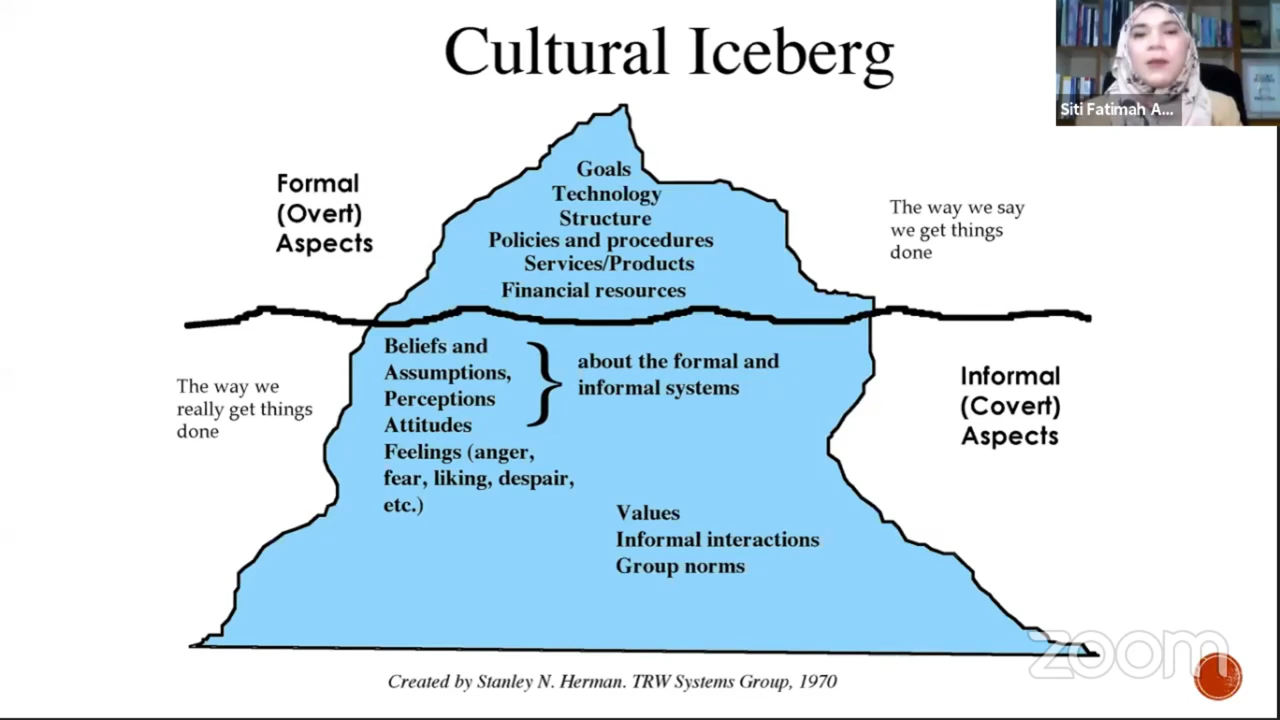 Cultural Iceberg
Siti Fatimah A...
Formal
(Overt)
Aspects
Goals
Technology
Structure
Policies and procedures
Services/Products
Financial resources
The way we say
we get things
done
The way we
really get things
done
Beliefs and
Assumptions,
Perceptions
Attitudes
Feelings (anger,
fear, liking, despair,
etc.)
about the formal and
informal systems
Values
Informal interactions
Group norms
Informal
(Covert)
Aspects
zoom
Created by Stanley N. Herman. TRW Systems Group, 1970